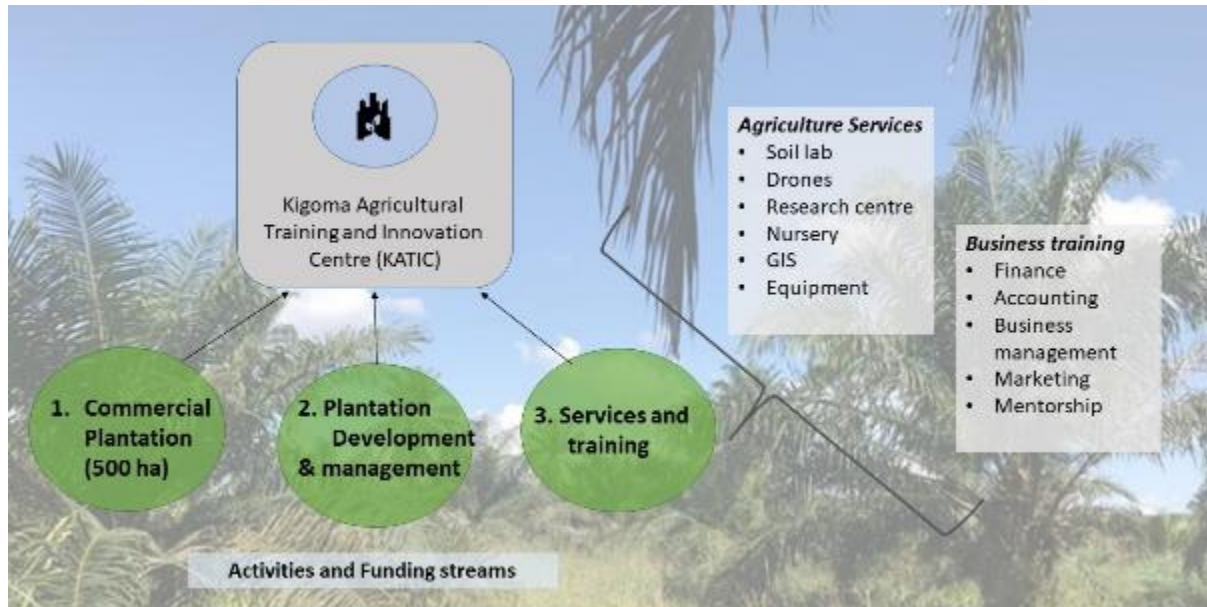 Kigoma Agricultural
Training and Innovation
Centre (KATIC)
1. Commercial
Plantation
(500 ha)
2. Plantation
Development
& management
3. Services and
training
Activities and Funding streams
Agriculture Services
• Soil lab
• Drones
• Research centre
• Nursery
• GIS
• Equipment
Business training
• Finance
• Accounting
• Business
management
• Marketing
• Mentorship